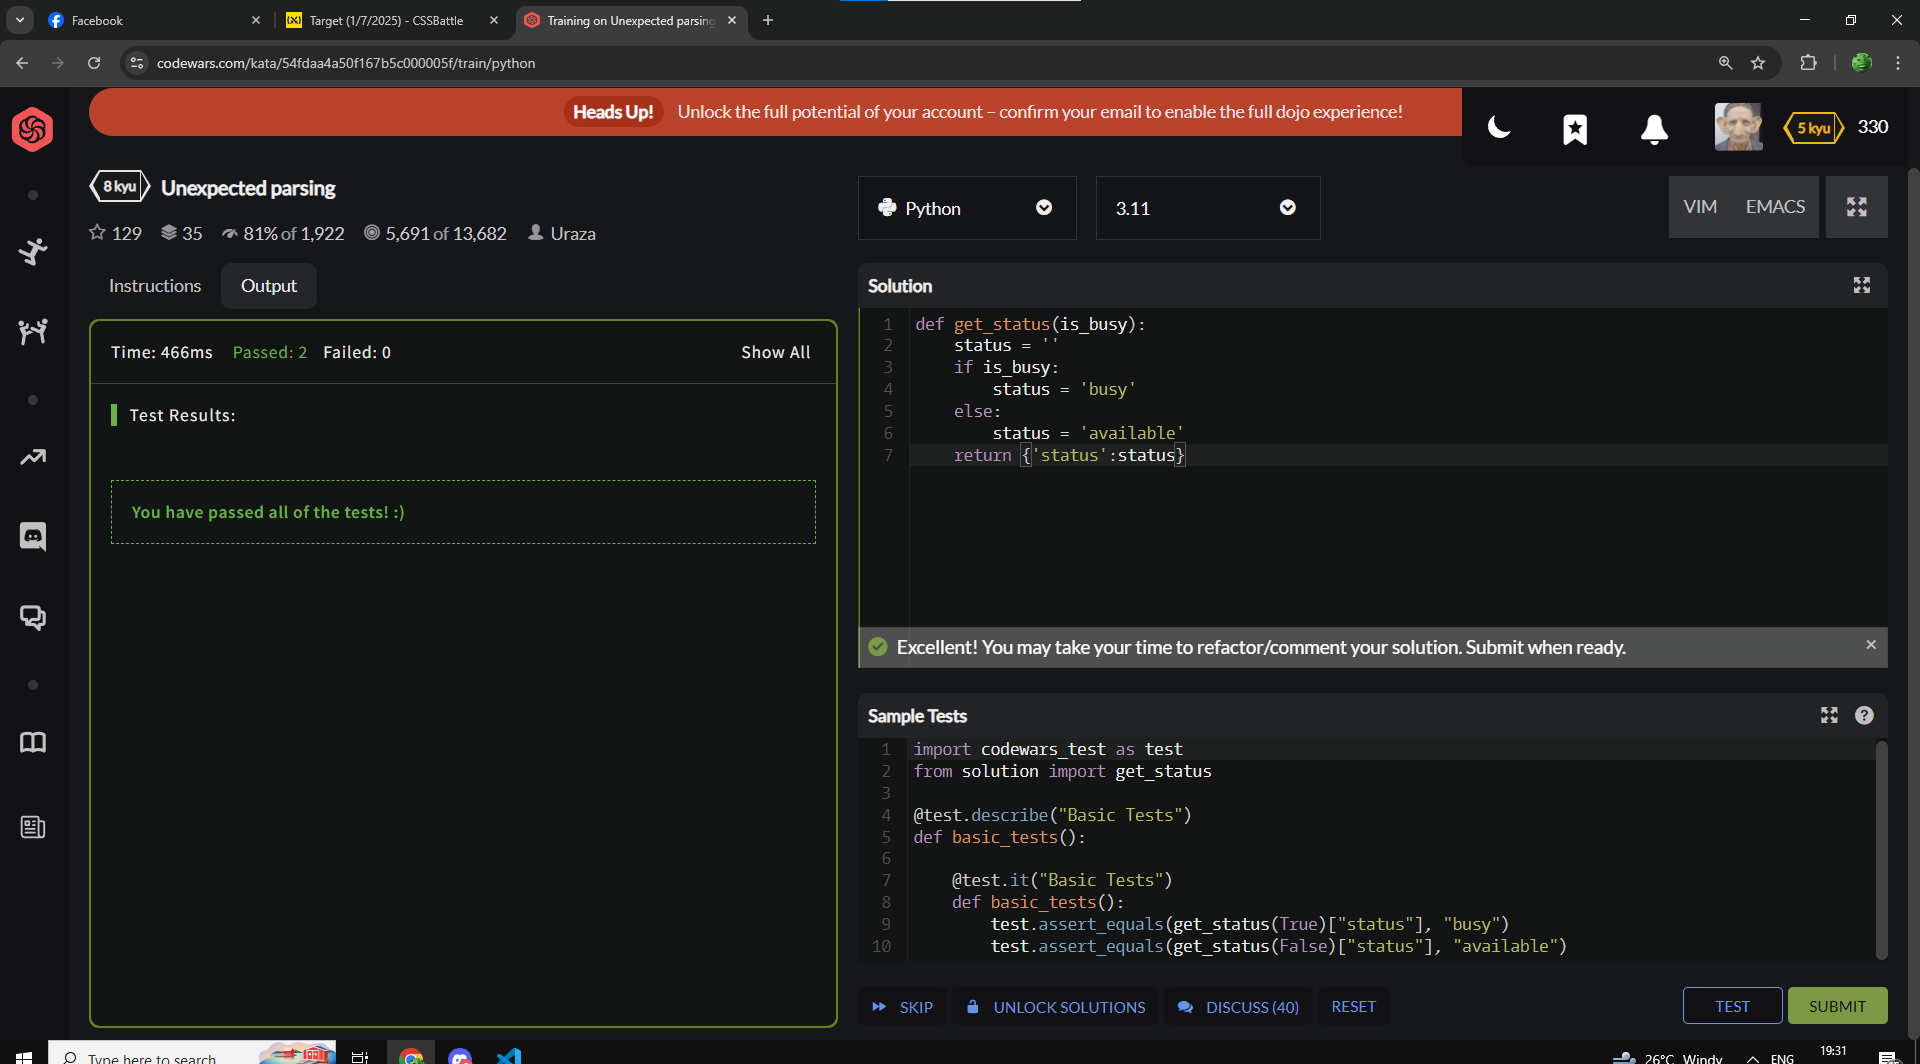 Facebook
Target (1/7/2025) - CSSBattle
Training on Unexpected parsing
codewars.com/kata/54fdaa4a50f167b5c000005f/train/python
Heads Up! Unlock the full potential of your account – confirm your email to enable the full dojo experience!
5 kyu 330
8 kyu Unexpected parsing
129 35 81% of 1,922 5,691 of 13,682 Uraza
Python
3.11
VIM EMACS
Instructions Output
Time: 466ms Passed: 2 Failed: 0 Show All
Test Results:
You have passed all of the tests! :)
Solution
1 def get_status(is_busy):
2     status = ''
3     if is_busy:
4         status = 'busy'
5     else:
6         status = 'available'
7     return {'status':status}
Excellent! You may take your time to refactor/comment your solution. Submit when ready.
Sample Tests
1 import codewars_test as test
2 from solution import get_status
3
4 @test.describe("Basic Tests")
5 def basic_tests():
6
7     @test.it("Basic Tests")
8     def basic_tests():
9         test.assert_equals(get_status(True)["status"], "busy")
10         test.assert_equals(get_status(False)["status"], "available")
SKIP UNLOCK SOLUTIONS DISCUSS (40) RESET TEST SUBMIT
Type here to search
26°C Windy ENG 19:31